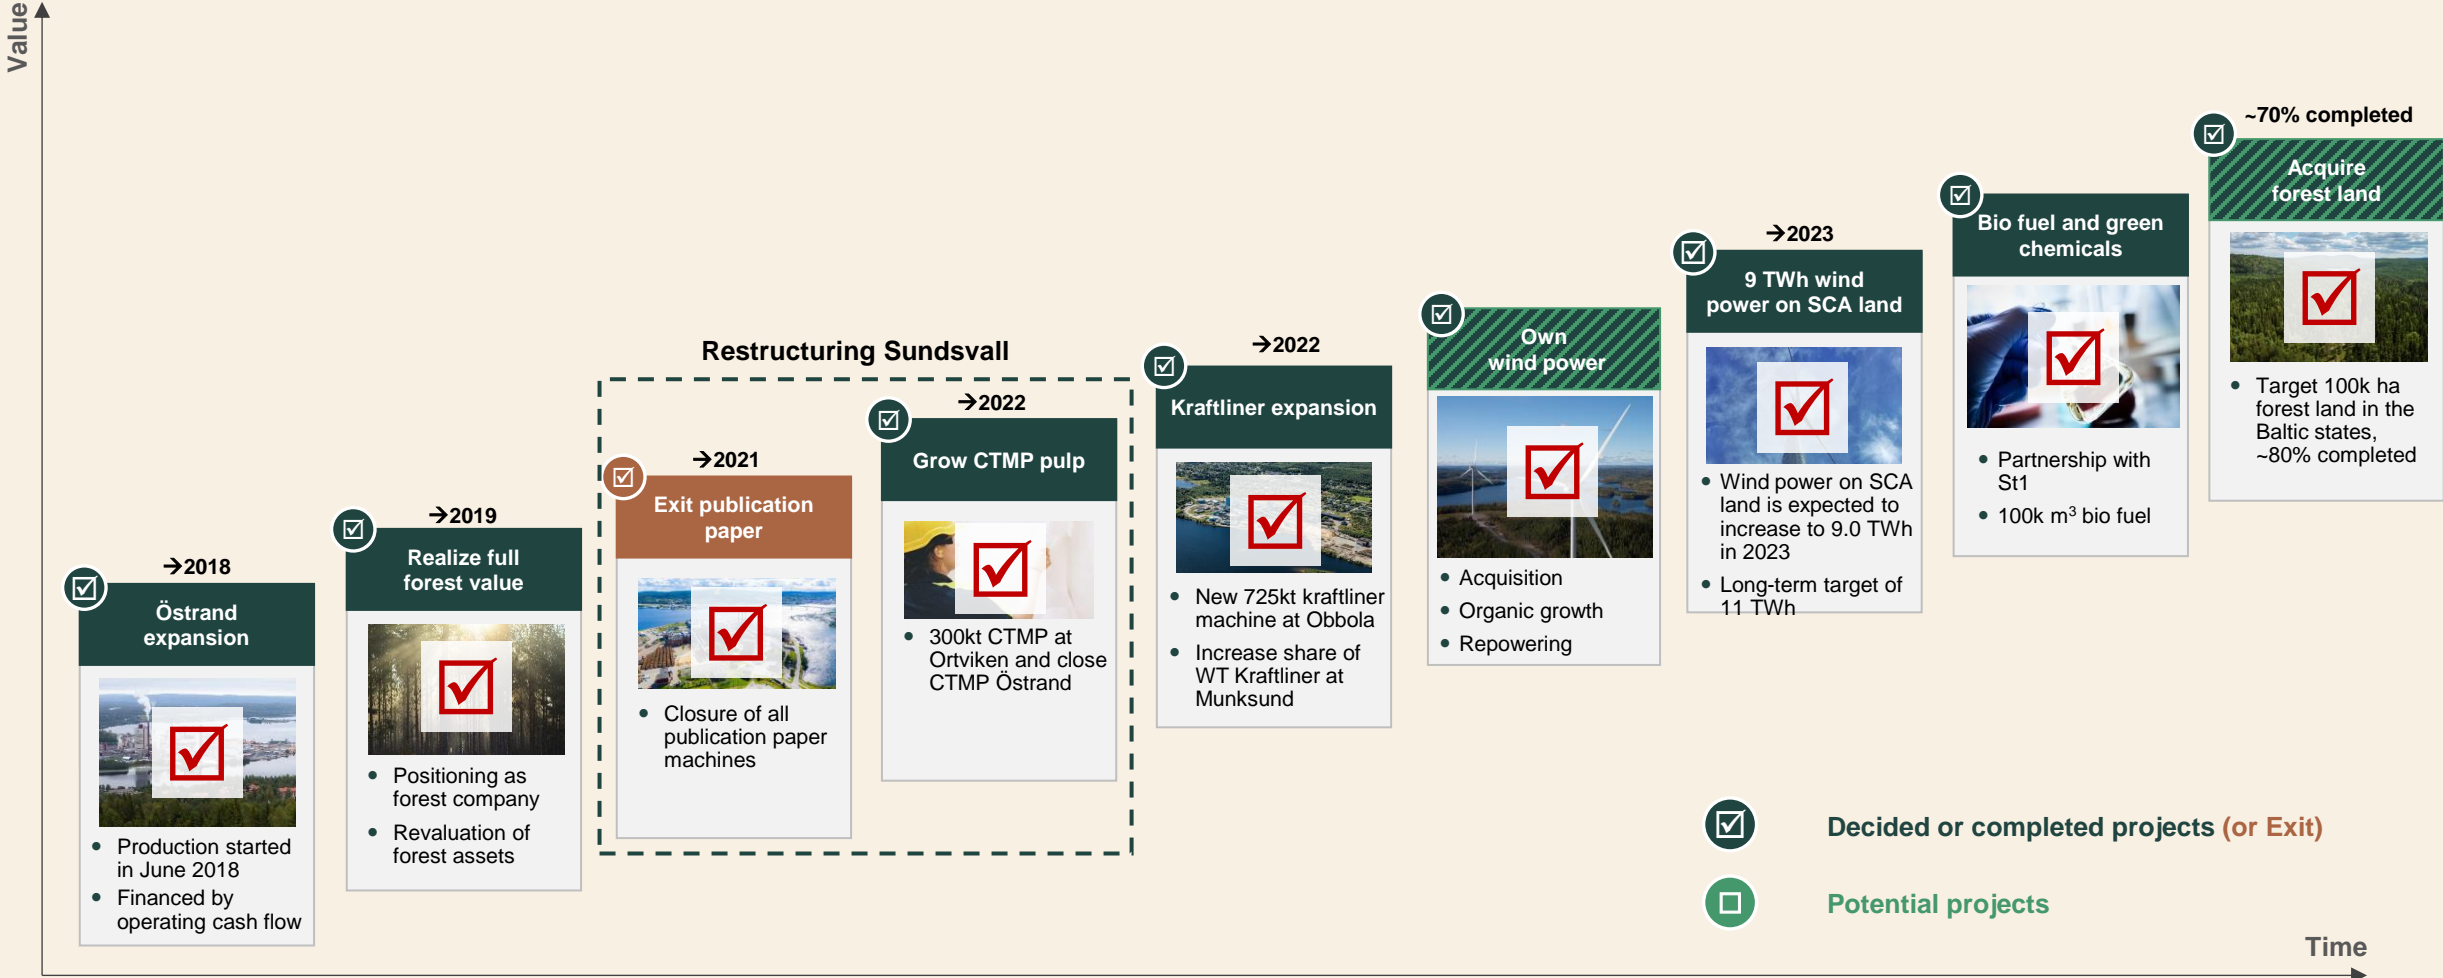 Value
→2018
Östrand
expansion
• Production started
in June 2018
• Financed by
operating cash flow
→2019
Realize full
forest value
• Positioning as
forest company
• Revaluation of
forest assets
Restructuring Sundsvall
→2021
Exit publication
paper
• Closure of all
publication paper
machines
→2022
Grow CTMP pulp
• 300kt CTMP at
Ortviken and close
CTMP Östrand
→2022
Kraftliner expansion
• New 725kt kraftliner
machine at Obbola
• Increase share of
WT Kraftliner at
Munksund
Own
wind power
• Acquisition
• Organic growth
• Repowering
→2023
9 TWh wind
power on SCA land
• Wind power on SCA
land is expected to
increase to 9.0 TWh
in 2023
• Long-term target of
11 TWh
Bio fuel and green
chemicals
• Partnership with
St1
• 100k m³ bio fuel
~70% completed
Acquire
forest land
• Target 100k ha
forest land in the
Baltic states,
~80% completed
Decided or completed projects (or Exit)
Potential projects
Time